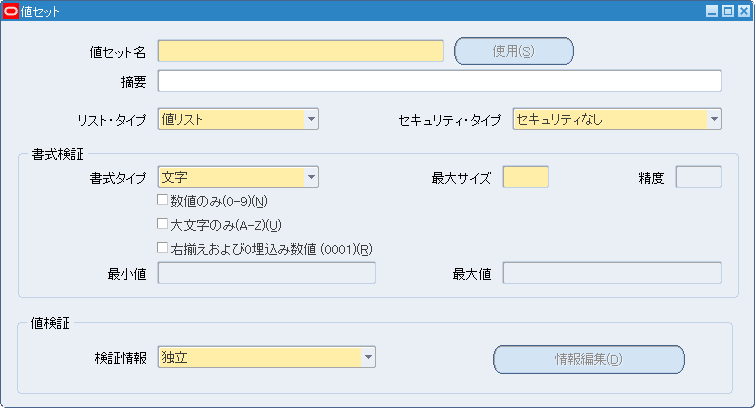 値セット
値セット名 使用(S)
摘要
リスト・タイプ 値リスト セキュリティ・タイプ セキュリティなし
書式検証
書式タイプ 文字 最大サイズ 精度
数値のみ(0-9)(N)
大文字のみ(A-Z)(U)
右揃えおよび0埋込み数値 (0001)(R)
最小値 最大値
値検証
検証情報 独立 情報編集(D)